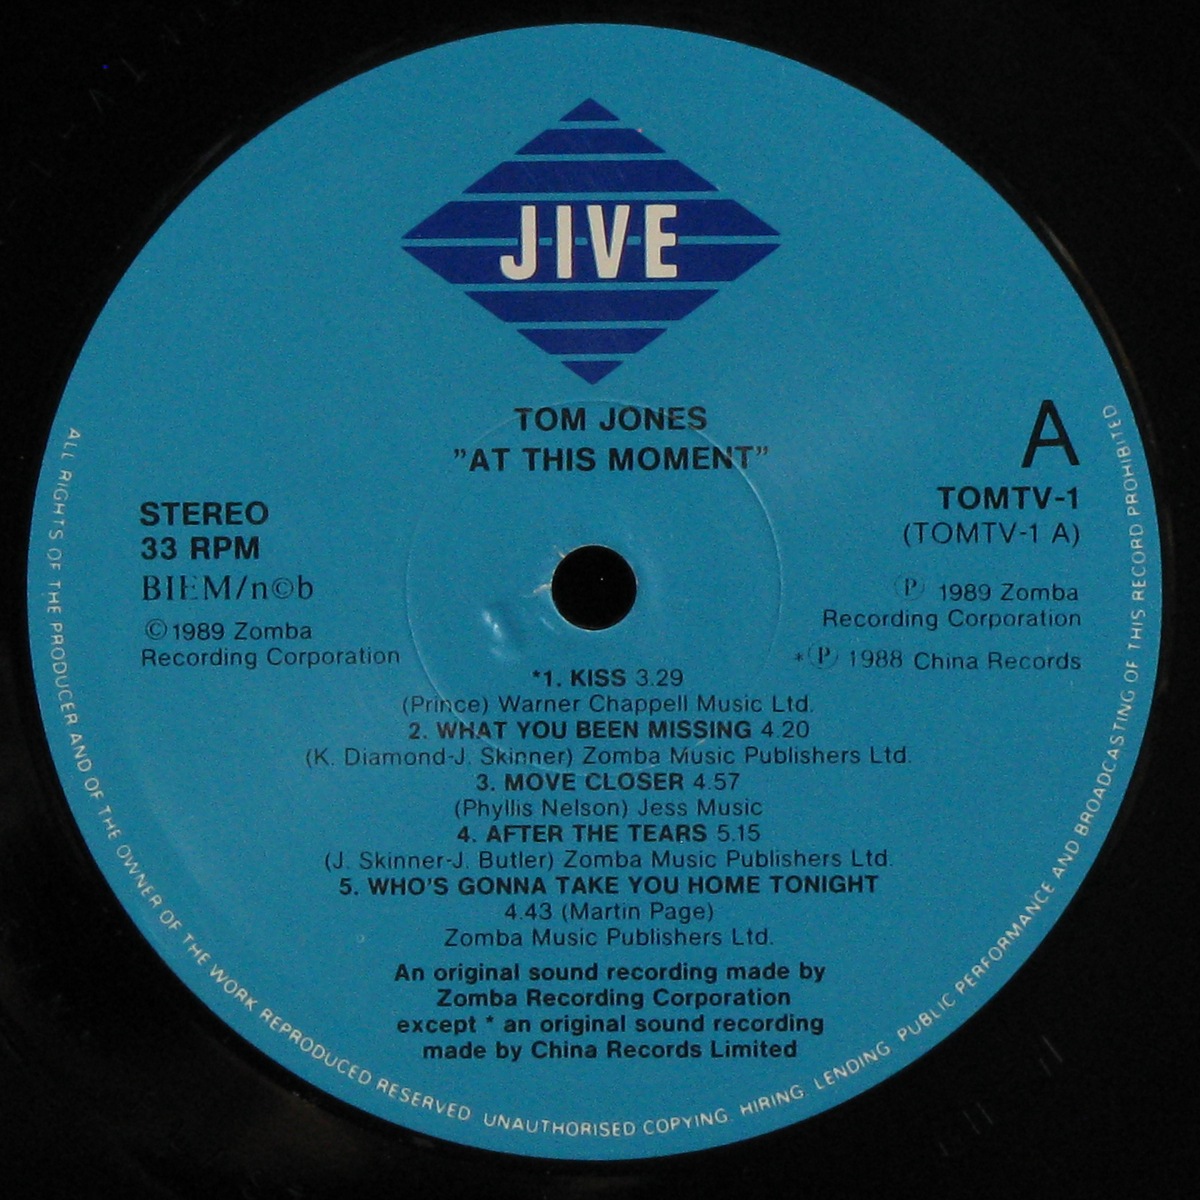 JIVE
TOM JONES
"AT THIS MOMENT"
A
TOMTV-1
(TOMTV-1 A)
STEREO
33 RPM
BIEM/n©b
© 1989 Zomba
Recording Corporation
Ⓟ 1989 Zomba
Recording Corporation
*Ⓟ 1988 China Records
*1. KISS 3.29
(Prince) Warner Chappell Music Ltd.
2. WHAT YOU BEEN MISSING 4.20
(K. Diamond-J. Skinner) Zomba Music Publishers Ltd.
3. MOVE CLOSER 4.57
(Phyllis Nelson) Jess Music
4. AFTER THE TEARS 5.15
(J. Skinner-J. Butler) Zomba Music Publishers Ltd.
5. WHO'S GONNA TAKE YOU HOME TONIGHT
4.43 (Martin Page)
Zomba Music Publishers Ltd.
An original sound recording made by
Zomba Recording Corporation
except * an original sound recording
made by China Records Limited
ALL RIGHTS OF THE PRODUCER AND OF THE OWNER OF THE WORK REPRODUCED RESERVED. UNAUTHORISED COPYING. HIRING. LENDING. PUBLIC PERFORMANCE AND BROADCASTING OF THIS RECORD PROHIBITED